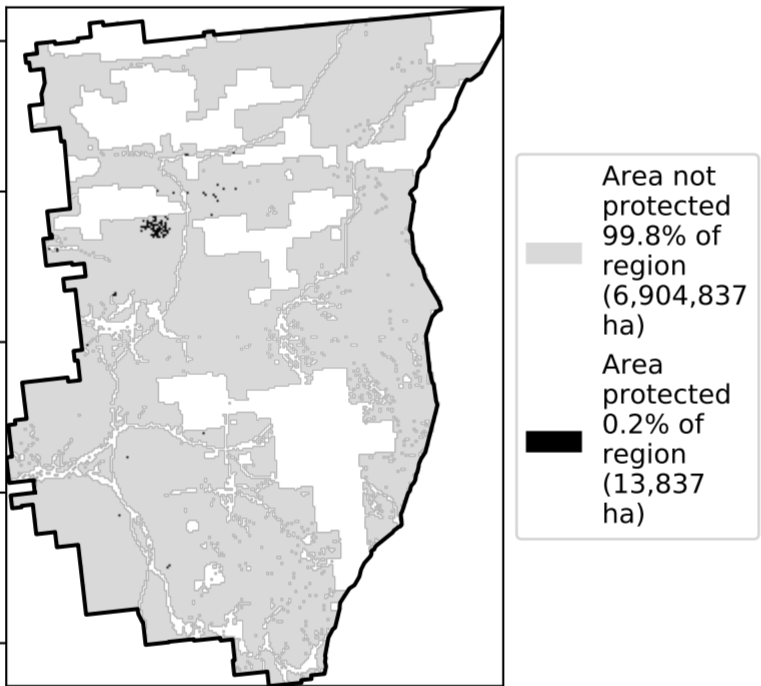 Area not
protected
99.8% of
region
(6,904,837
ha)
Area
protected
0.2% of
region
(13,837
ha)